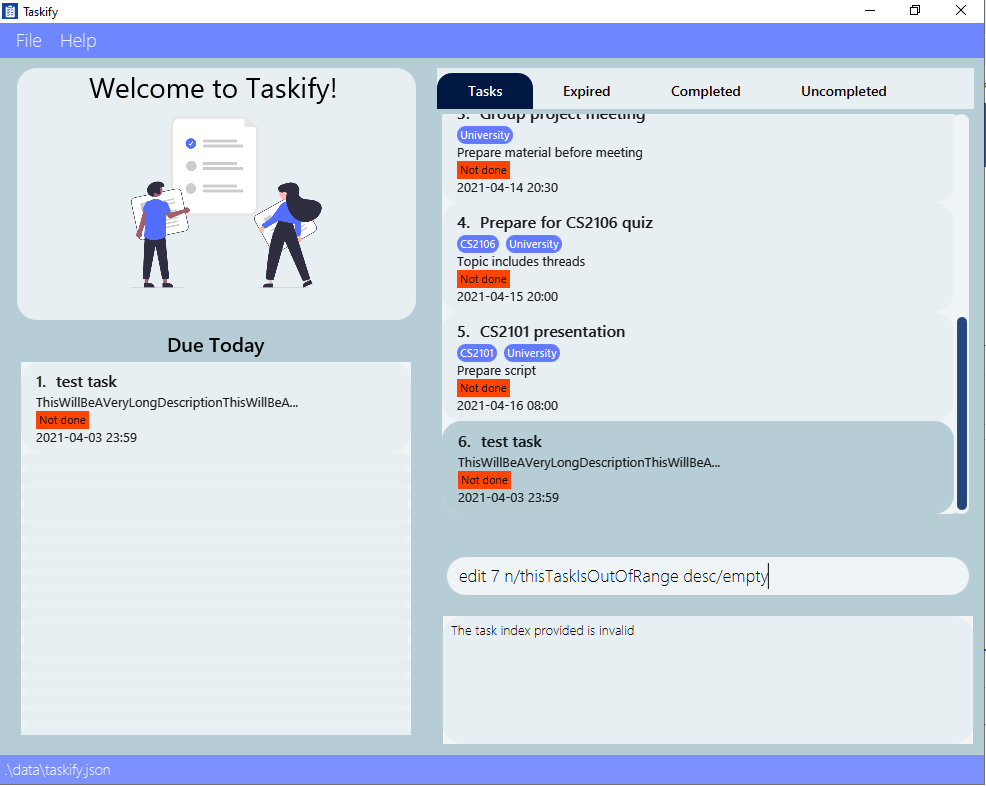 Taskify
File Help
Welcome to Taskify!
Due Today
1. test task
ThisWillBeAVeryLongDescriptionThisWillBeA...
Not done
2021-04-03 23:59
Tasks Expired Completed Uncompleted
3. Group project meeting
University
Prepare material before meeting
Not done
2021-04-14 20:30
4. Prepare for CS2106 quiz
CS2106 University
Topic includes threads
Not done
2021-04-15 20:00
5. CS2101 presentation
CS2101 University
Prepare script
Not done
2021-04-16 08:00
6. test task
ThisWillBeAVeryLongDescriptionThisWillBeA...
Not done
2021-04-03 23:59
edit 7 n/thisTaskIsOutOfRange desc/empty
The task index provided is invalid
.\data\taskify.json